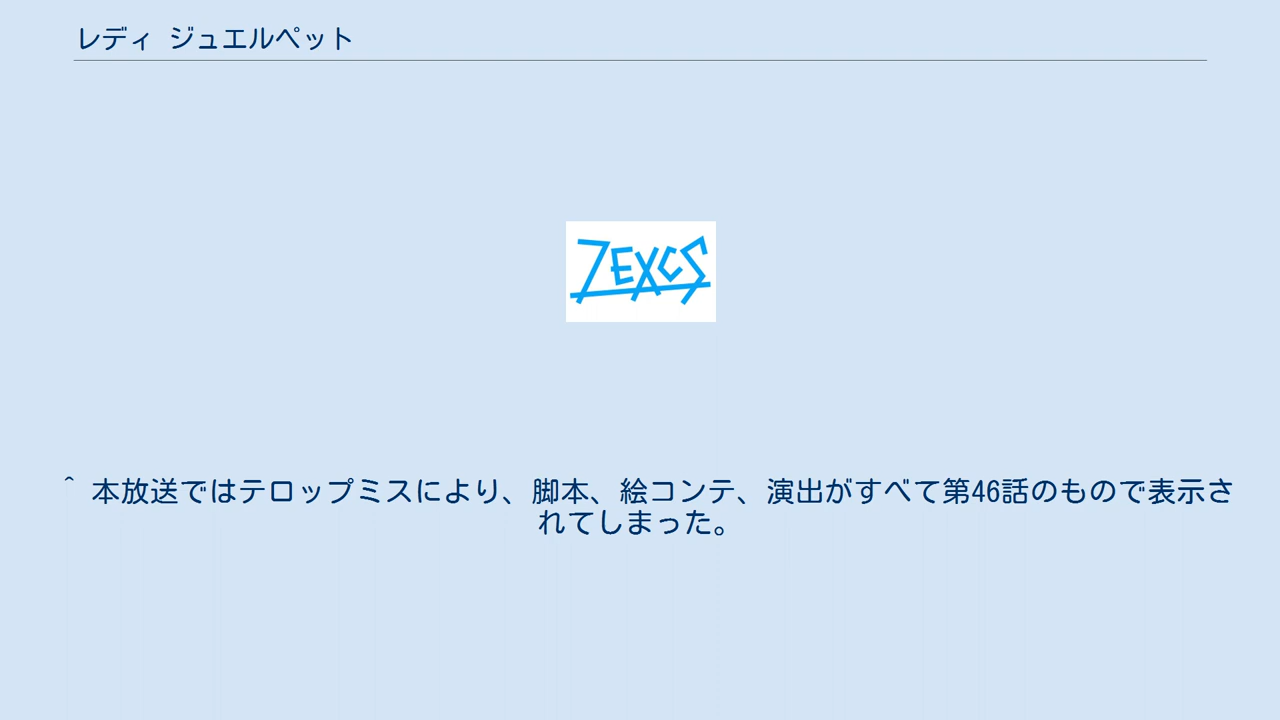 レディ ジュエルペット
ZEXCS
^ 本放送ではテロップミスにより、脚本、絵コンテ、演出がすべて第46話のもので表示さ
れてしまった。